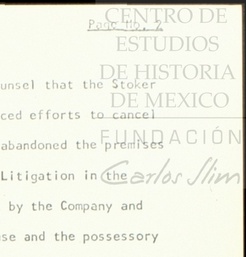 Page No. 2
CENTRO DE
ESTUDIOS
DE HISTORIA
DE MEXICO
FUNDACIÓN
Carlos Slim
unsel that the Stoker
ced efforts to cancel
abandoned the premises
Litigation in the
by the Company and
se and the possessory